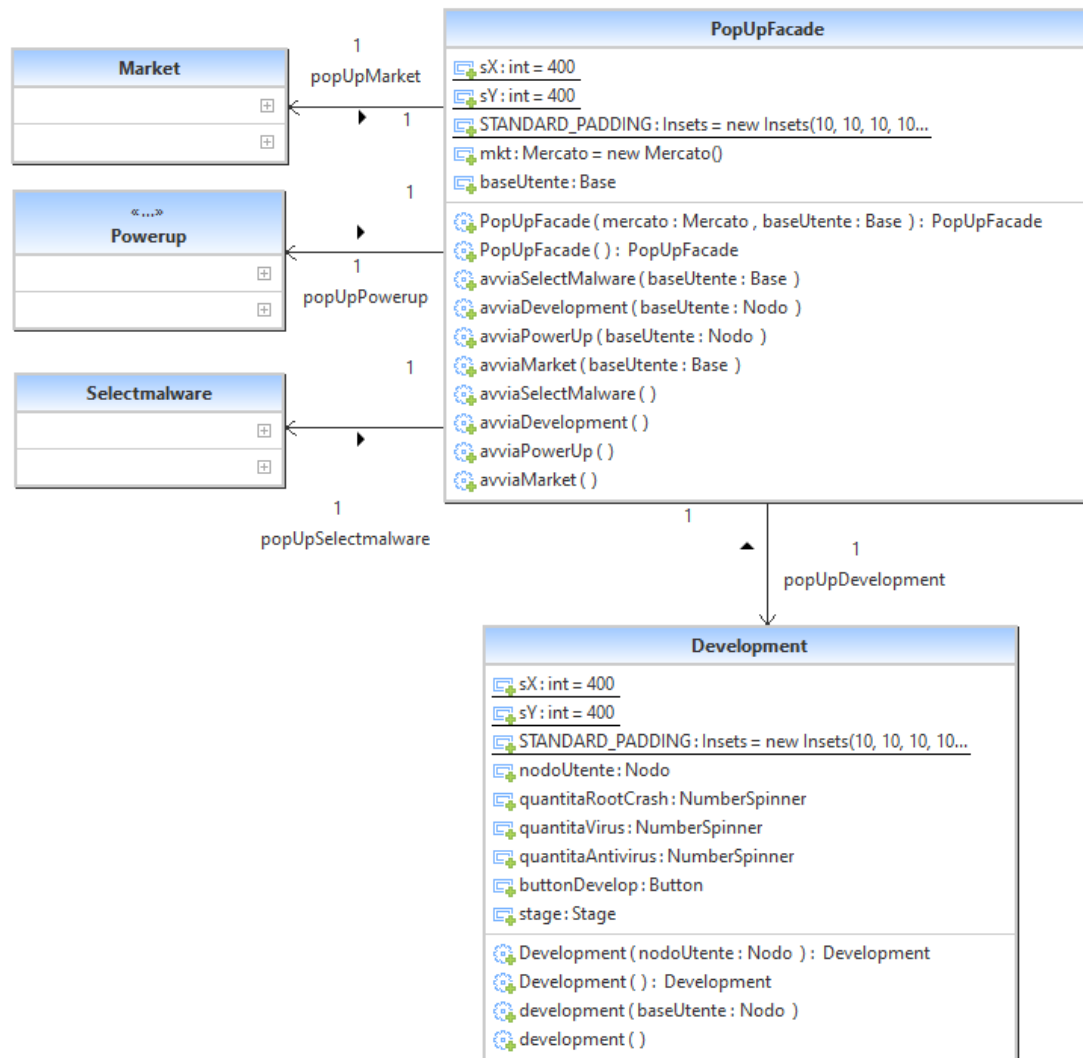 Market
1
popUpMarket
1
«...»
Powerup
1
1
popUpPowerup
Selectmalware
1
1
popUpSelectmalware
PopUpFacade
sX : int = 400
sY : int = 400
STANDARD_PADDING : Insets = new Insets(10, 10, 10, 10...
mkt : Mercato = new Mercato()
baseUtente : Base
PopUpFacade ( mercato : Mercato , baseUtente : Base ) : PopUpFacade
PopUpFacade ( ) : PopUpFacade
avviaSelectMalware ( baseUtente : Base )
avviaDevelopment ( baseUtente : Nodo )
avviaPowerUp ( baseUtente : Nodo )
avviaMarket ( baseUtente : Base )
avviaSelectMalware ( )
avviaDevelopment ( )
avviaPowerUp ( )
avviaMarket ( )
1
1
popUpDevelopment
Development
sX : int = 400
sY : int = 400
STANDARD_PADDING : Insets = new Insets(10, 10, 10, 10...
nodoUtente : Nodo
quantitaRootCrash : NumberSpinner
quantitaVirus : NumberSpinner
quantitaAntivirus : NumberSpinner
buttonDevelop : Button
stage : Stage
Development ( nodoUtente : Nodo ) : Development
Development ( ) : Development
development ( baseUtente : Nodo )
development ( )